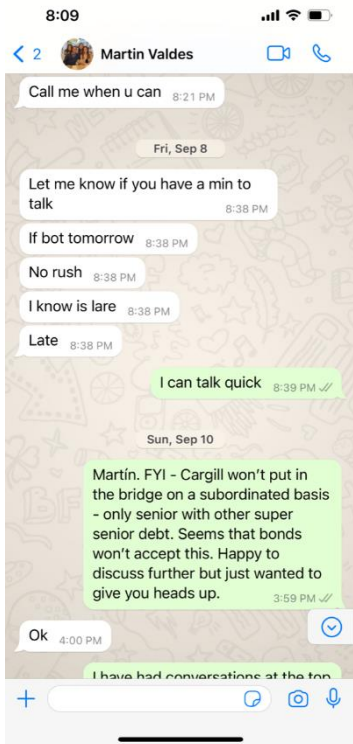 8:09
2
Martin Valdes
Call me when u can 8:21 PM
Fri, Sep 8
Let me know if you have a min to
talk 8:38 PM
If bot tomorrow 8:38 PM
No rush 8:38 PM
I know is lare 8:38 PM
Late 8:38 PM
I can talk quick 8:39 PM
Sun, Sep 10
Martín. FYI - Cargill won't put in
the bridge on a subordinated basis
- only senior with other super
senior debt. Seems that bonds
won't accept this. Happy to
discuss further but just wanted to
give you heads up. 3:59 PM
Ok 4:00 PM
I have had conversations at the top